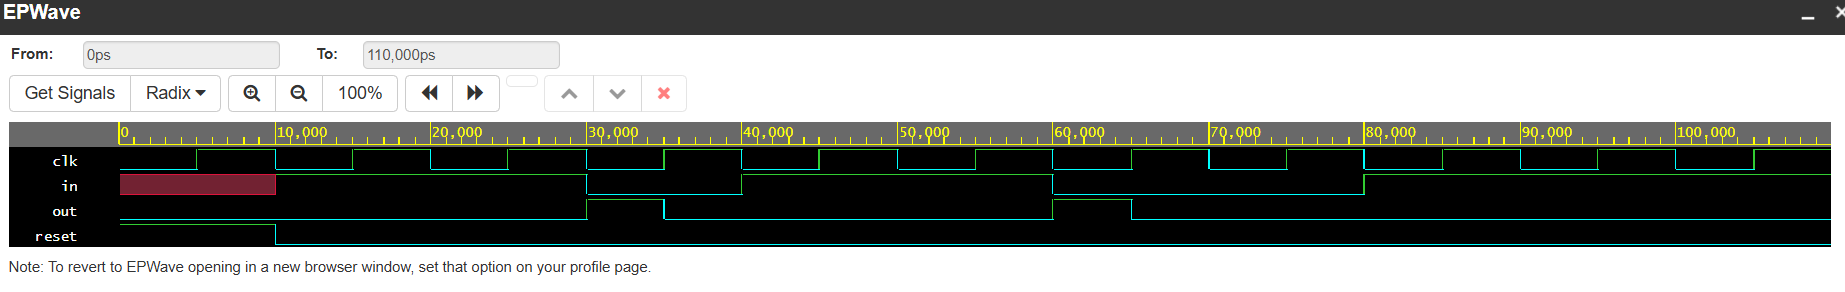 EPWave
From: 0ps To: 110,000ps
Get Signals Radix 100%
0 10,000 20,000 30,000 40,000 50,000 60,000 70,000 80,000 90,000 100,000
clk
in
out
reset
Note: To revert to EPWave opening in a new browser window, set that option on your profile page.